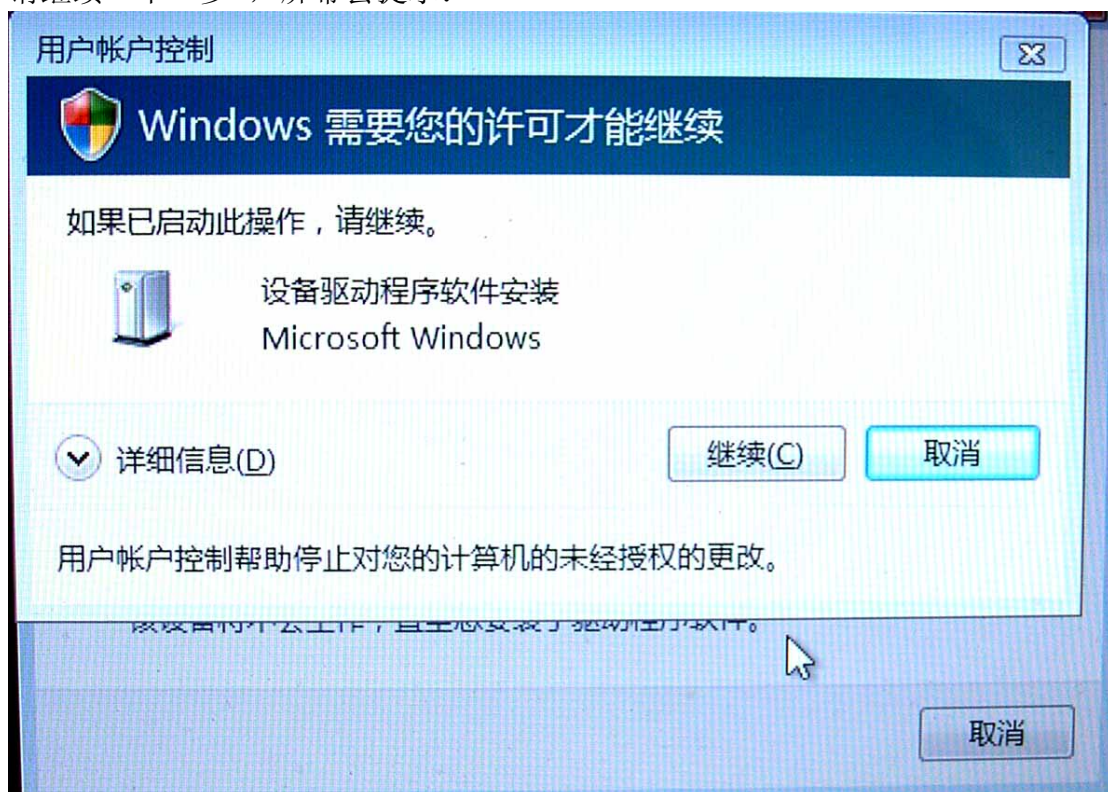 用户帐户控制
Windows 需要您的许可才能继续
如果已启动此操作，请继续。
设备驱动程序软件安装
Microsoft Windows
详细信息(D)
继续(C)
取消
用户帐户控制帮助停止对您的计算机的未经授权的更改。
取消